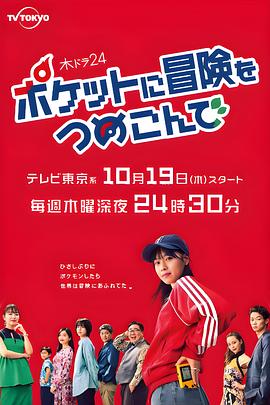 TV TOKYO
木ドラ24
ポケットに冒険を
つめこんで
テレビ東京系 10月19日(木)スタート
毎週木曜深夜 24時30分
ひさしぶりに
ポケモンしたら
世界は冒険にあふれてた。